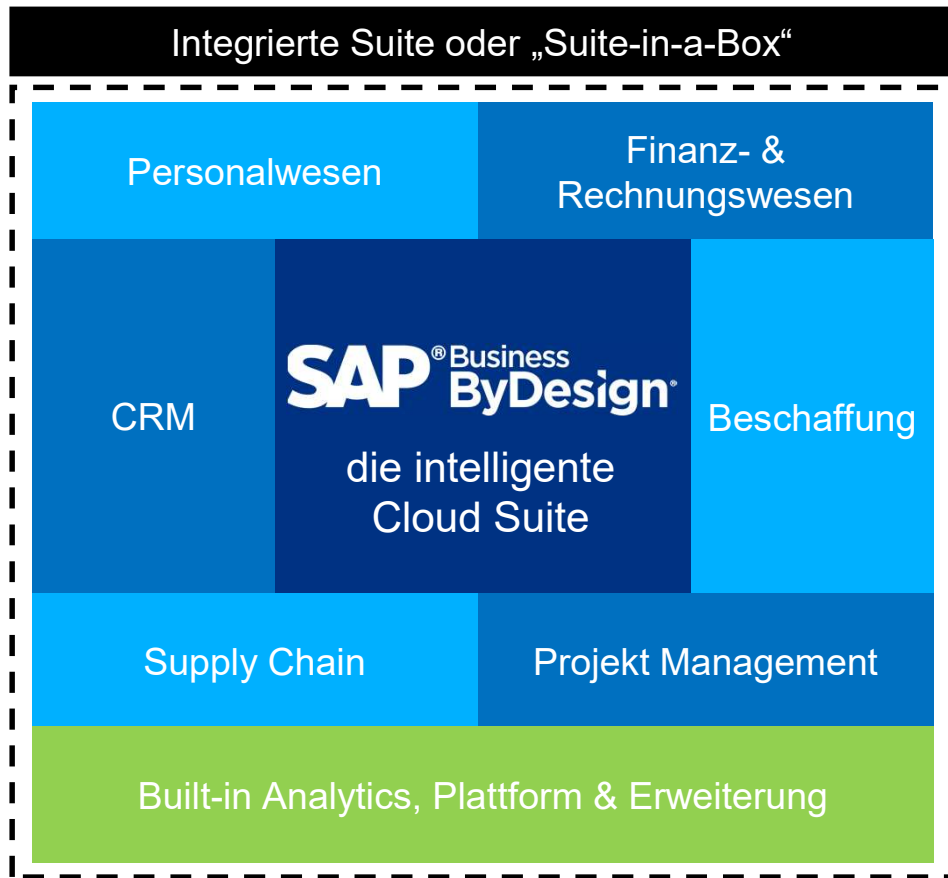 Integrierte Suite oder „Suite-in-a-Box“
Personalwesen
Finanz- &
Rechnungswesen
CRM
SAP® Business
ByDesign®
die intelligente
Cloud Suite
Beschaffung
Supply Chain
Projekt Management
Built-in Analytics, Plattform & Erweiterung